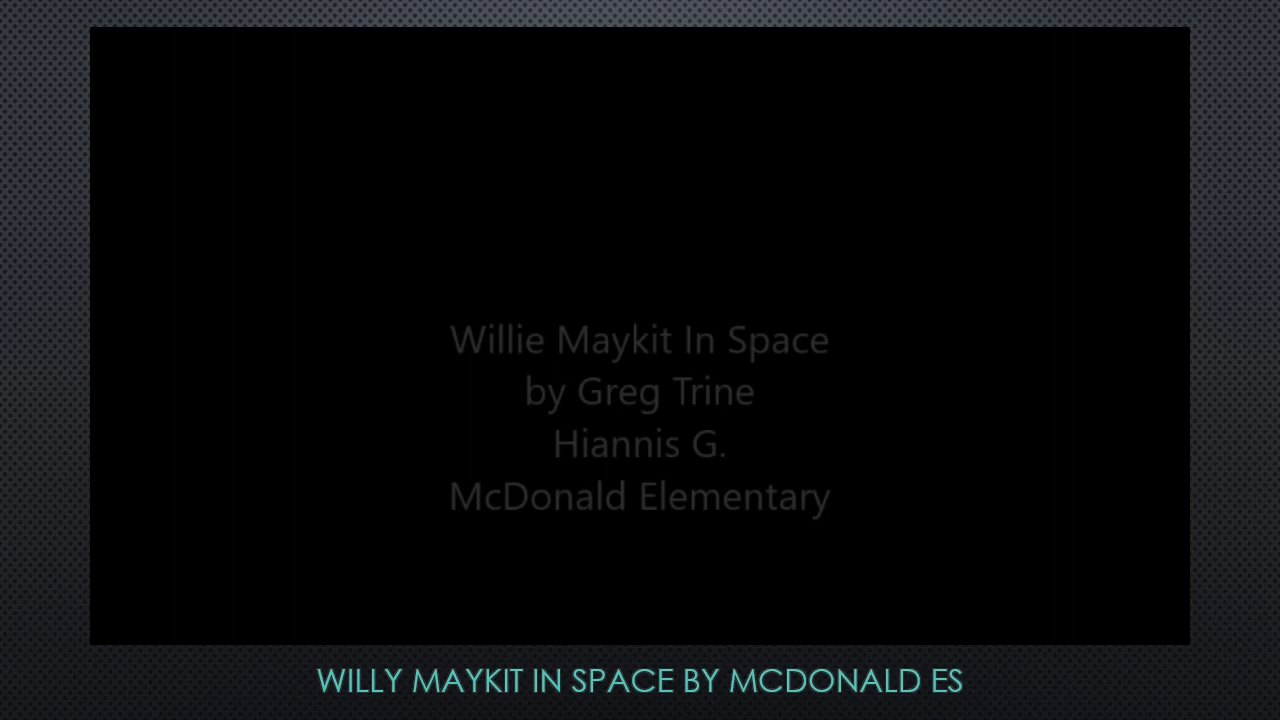 Willie Maykit In Space
by Greg Trine
Hiannis G.
McDonald Elementary
WILLY MAYKIT IN SPACE BY MCDONALD ES